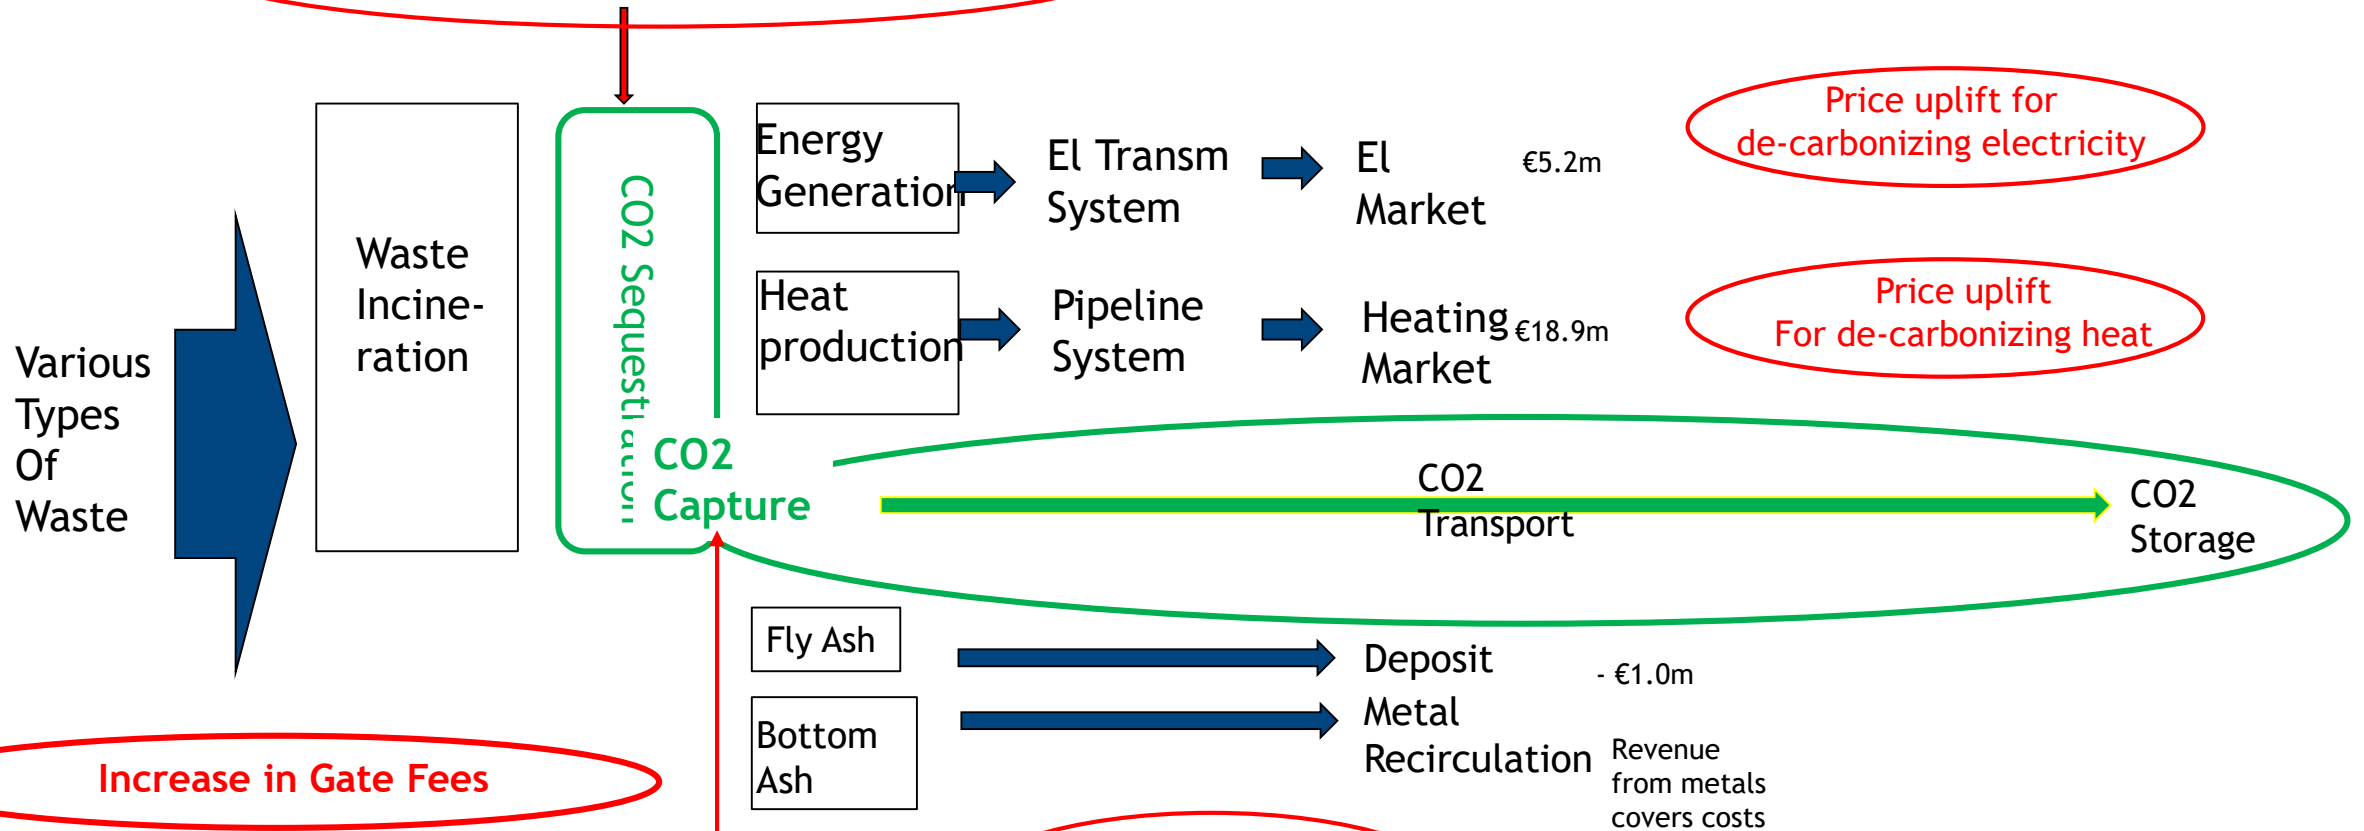 Various
Types
Of
Waste
Waste
Incine-
ration
CO2 Sequestration
CO2
Capture
Energy
Generation
El Transm
System
El
Market
€5.2m
Price uplift for
de-carbonizing electricity
Heat
production
Pipeline
System
Heating
Market
€18.9m
Price uplift
For de-carbonizing heat
CO2
Transport
CO2
Storage
Fly Ash
Deposit
- €1.0m
Bottom
Ash
Metal
Recirculation
Revenue
from metals
covers costs
Increase in Gate Fees